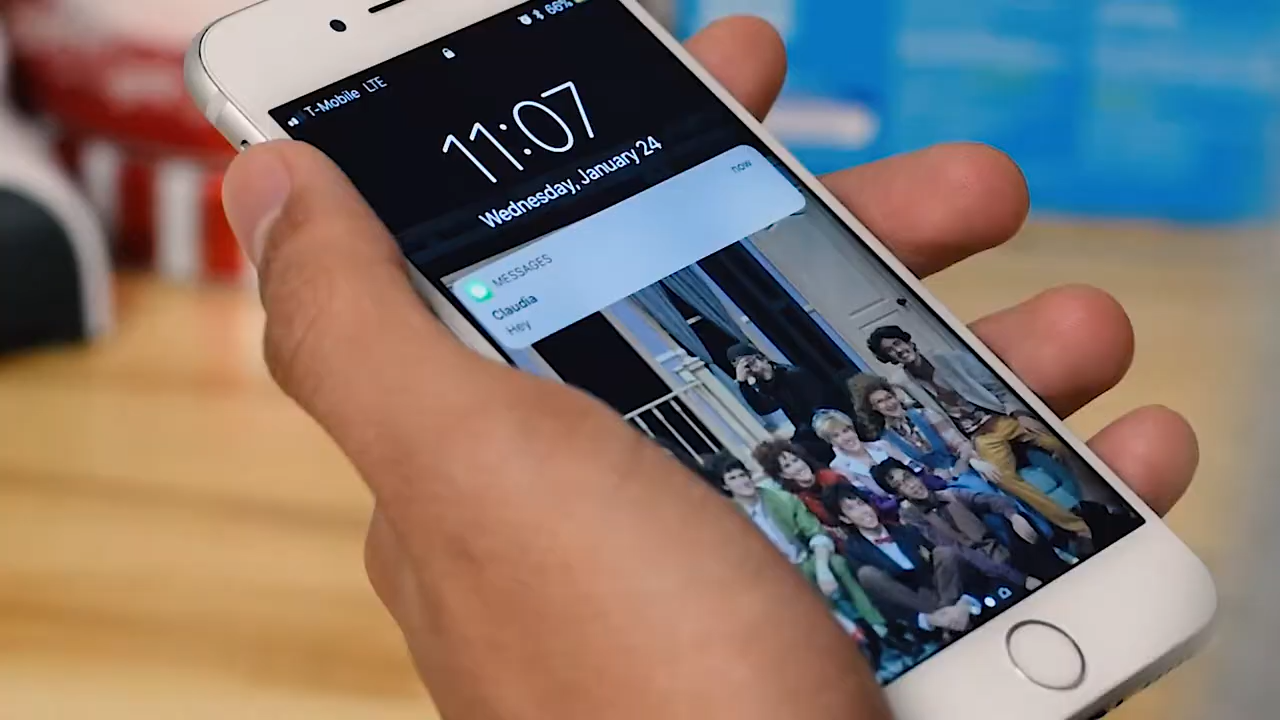 T-Mobile LTE
66%
11:07
Wednesday, January 24
MESSAGES
now
Claudia
Hey